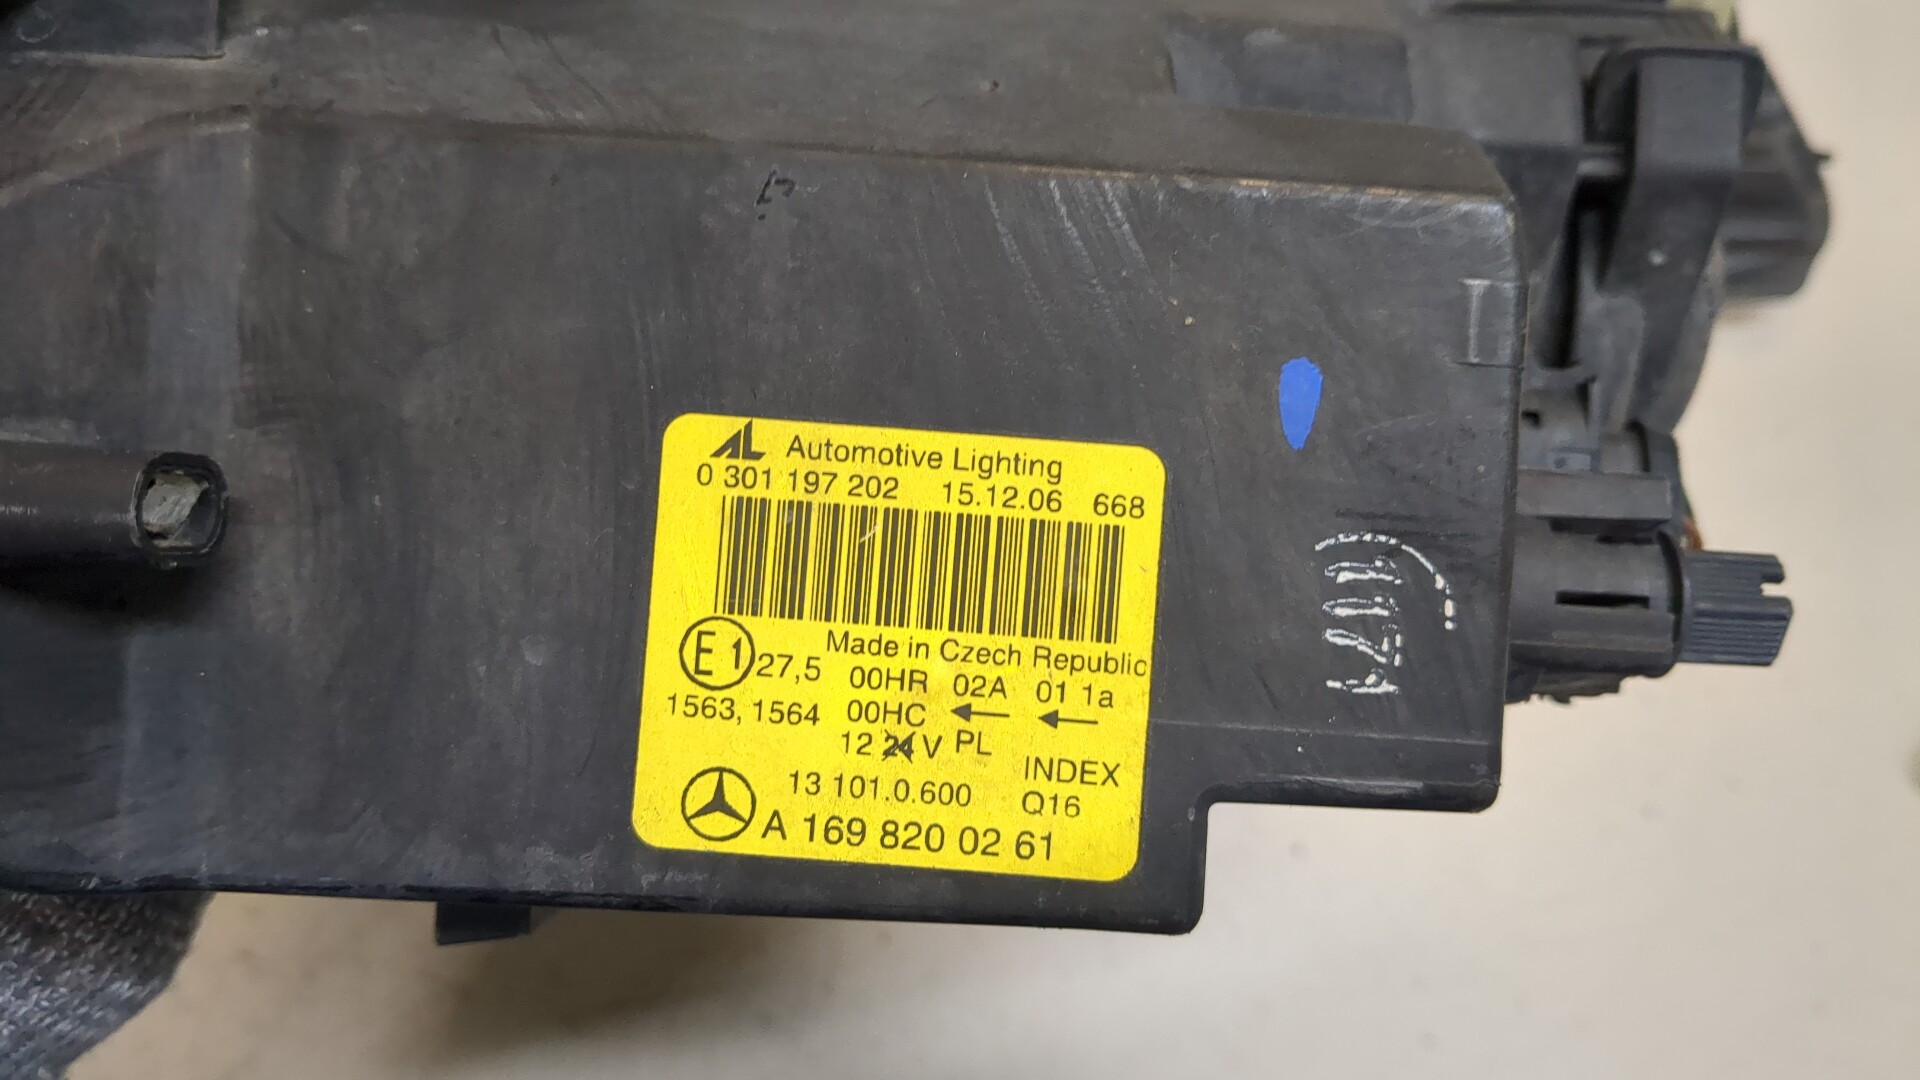 AL Automotive Lighting
0 301 197 202 15.12.06 668
Made in Czech Republic
E1 27,5 00HR 02A 01 1a
1563, 1564 00HC ← ←
12 24 V PL
INDEX
13 101.0.600 Q16
A 169 820 02 61